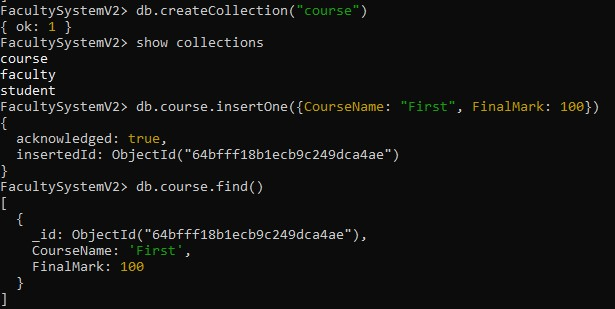 FacultySystemV2> db.createCollection("course")
{ ok: 1 }
FacultySystemV2> show collections
course
faculty
student
FacultySystemV2> db.course.insertOne({CourseName: "First", FinalMark: 100})
{
  acknowledged: true,
  insertedId: ObjectId("64bfff18b1ecb9c249dca4ae")
}
FacultySystemV2> db.course.find()
[
  {
    _id: ObjectId("64bfff18b1ecb9c249dca4ae"),
    CourseName: 'First',
    FinalMark: 100
  }
]